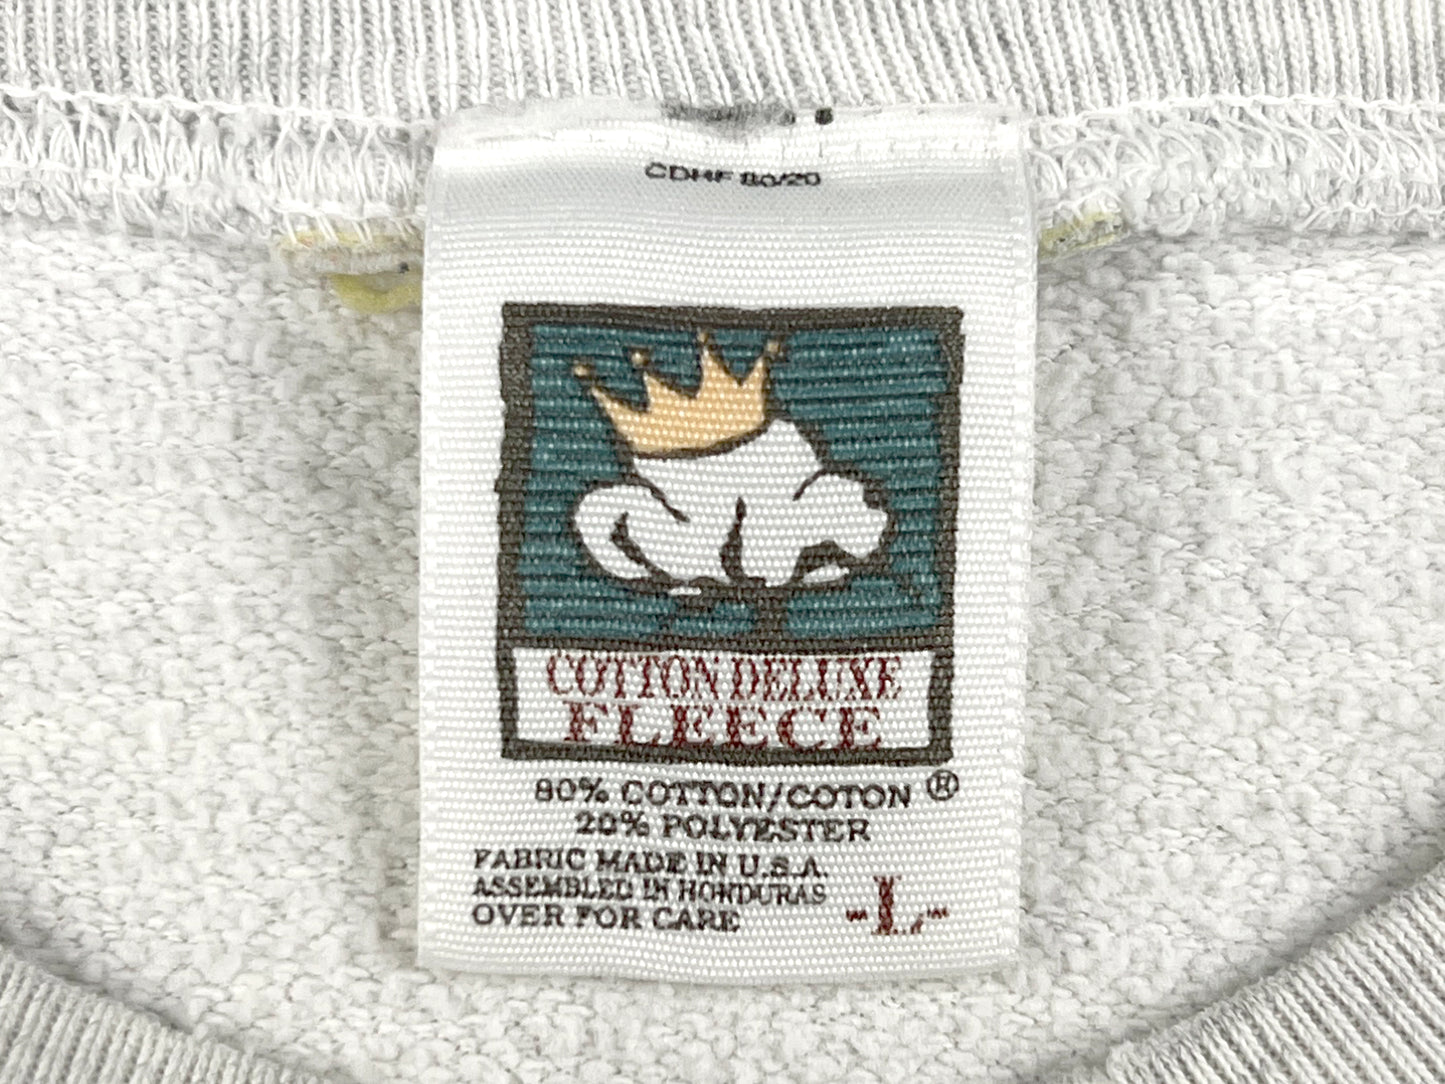 CDHF 80/20
COTTON DELUXE
FLEECE
80% COTTON/COTON ®
20% POLYESTER
FABRIC MADE IN U.S.A.
ASSEMBLED IN HONDURAS
OVER FOR CARE
-L-